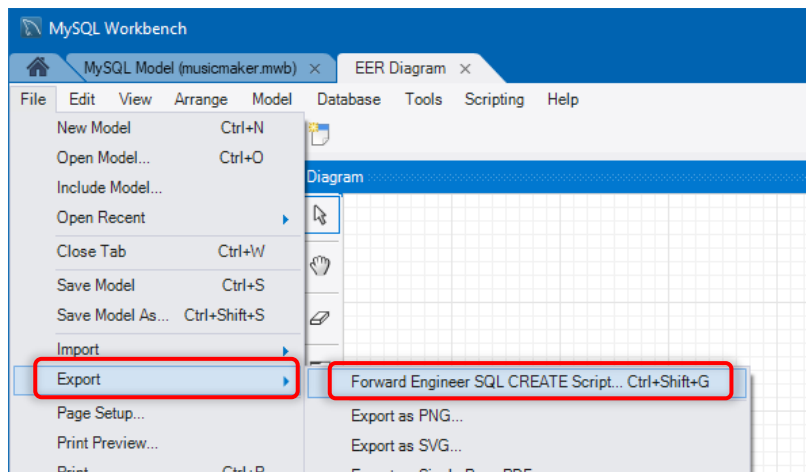 MySQL Workbench
MySQL Model (musicmaker.mwb) × EER Diagram ×
File Edit View Arrange Model Database Tools Scripting Help
New Model Ctrl+N
Open Model... Ctrl+O
Include Model...
Diagram
Open Recent
Close Tab Ctrl+W
Save Model Ctrl+S
Save Model As... Ctrl+Shift+S
Import
Export
Forward Engineer SQL CREATE Script... Ctrl+Shift+G
Page Setup...
Export as PNG...
Print Preview...
Export as SVG...
Print Ctrl+P